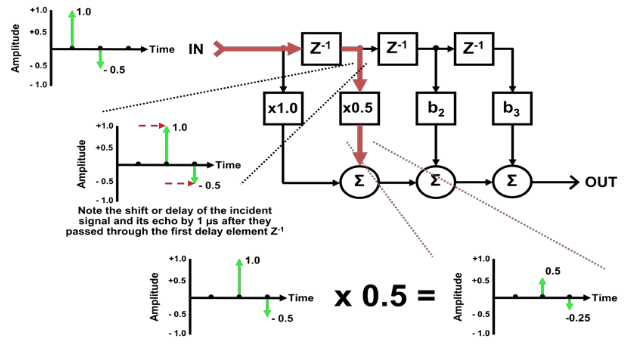 +1.0
+0.5
Amplitude
- 0.5
- 1.0
1.0
- 0.5
Time
IN
Z-1
Z-1
Z-1
x1.0
x0.5
b2
b3
Σ
Σ
Σ
OUT
+1.0
+0.5
Amplitude
- 0.5
- 1.0
1.0
- 0.5
Time
Note the shift or delay of the incident
signal and its echo by 1 µs after they
passed through the first delay element Z-1
+1.0
+0.5
Amplitude
- 0.5
- 1.0
1.0
- 0.5
Time
x 0.5 =
+1.0
+0.5
Amplitude
- 0.5
- 1.0
0.5
-0.25
Time